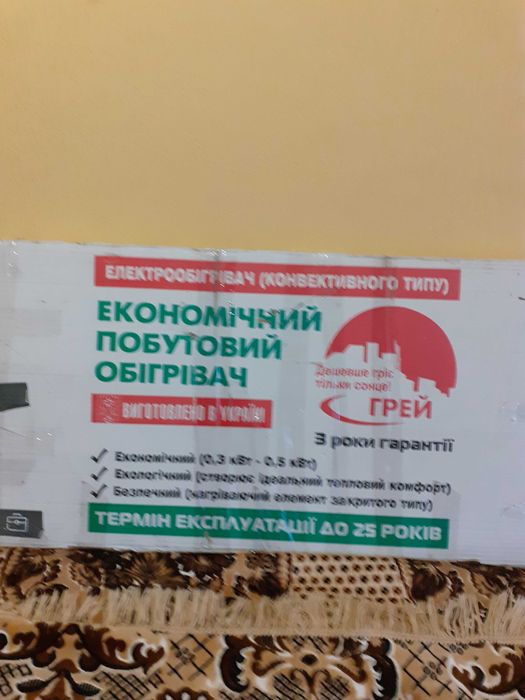 ЕЛЕКТРООБІГРІВАЧ (КОНВЕКТИВНОГО ТИПУ)
ЕКОНОМІЧНИЙ
ПОБУТОВИЙ
ОБІГРІВАЧ
ВИГОТОВЛЕНО В УКРАЇНІ
Дешевше гріє
тільки сонце!
ГРЕЙ
3 роки гарантії
Економічний (0,3 кВт - 0,5 кВт)
Екологічний (створює ідеальний тепловий комфорт)
Безпечний (нагріваючий елемент закритого типу)
ТЕРМІН ЕКСПЛУАТАЦІЇ ДО 25 РОКІВ